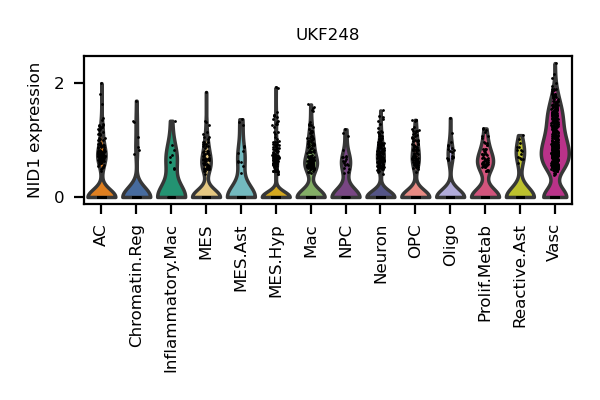 UKF248
NID1 expression
2
0
AC
Chromatin.Reg
Inflammatory.Mac
MES
MES.Ast
MES.Hyp
Mac
NPC
Neuron
OPC
Oligo
Prolif.Metab
Reactive.Ast
Vasc